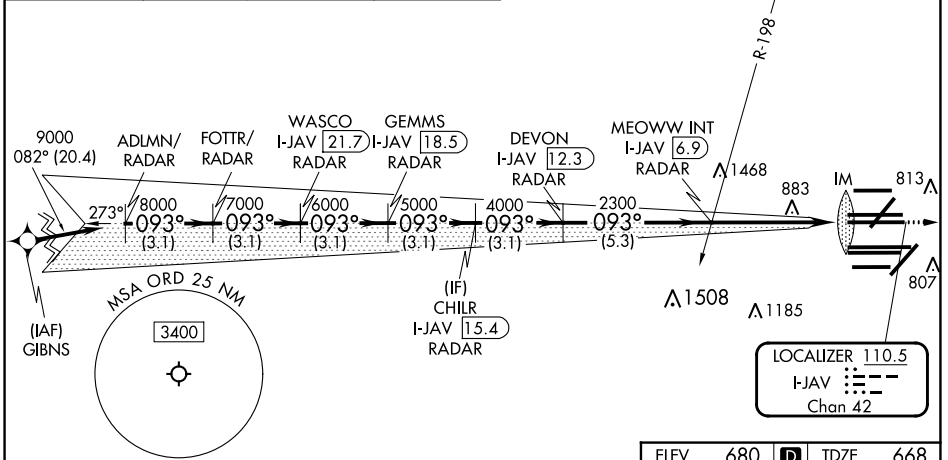 R-198
9000
082° (20.4)
ADLMN/
RADAR
FOTTR/
RADAR
WASCO
I-JAV 21.7
RADAR
GEMMS
I-JAV 18.5
RADAR
DEVON
I-JAV 12.3
RADAR
MEOWW INT
I-JAV 6.9
RADAR
1468
883
IM
813
273°
8000
093°
(3.1)
7000
093°
(3.1)
6000
093°
(3.1)
5000
093°
(3.1)
4000
093°
(3.1)
2300
093°
(5.3)
807
(IAF)
GIBNS
MSA ORD 25 NM
3400
(IF)
CHILR
I-JAV 15.4
RADAR
1508
1185
LOCALIZER 110.5
I-JAV
Chan 42
ELEV 680 D TDZE 668